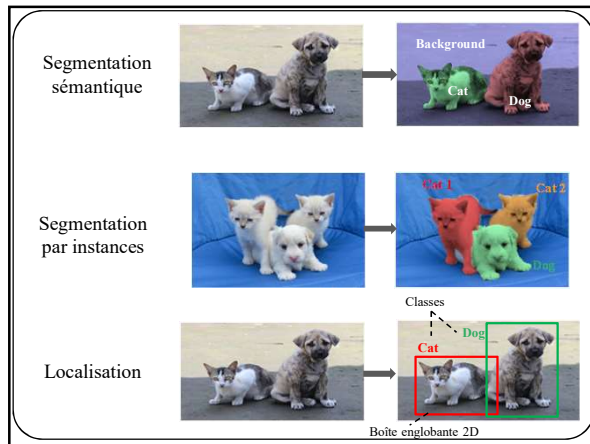 Segmentation
sémantique
Background
Cat
Dog
Segmentation
par instances
Cat 1
Cat 2
Dog
Classes
Dog
Cat
Localisation
Boîte englobante 2D